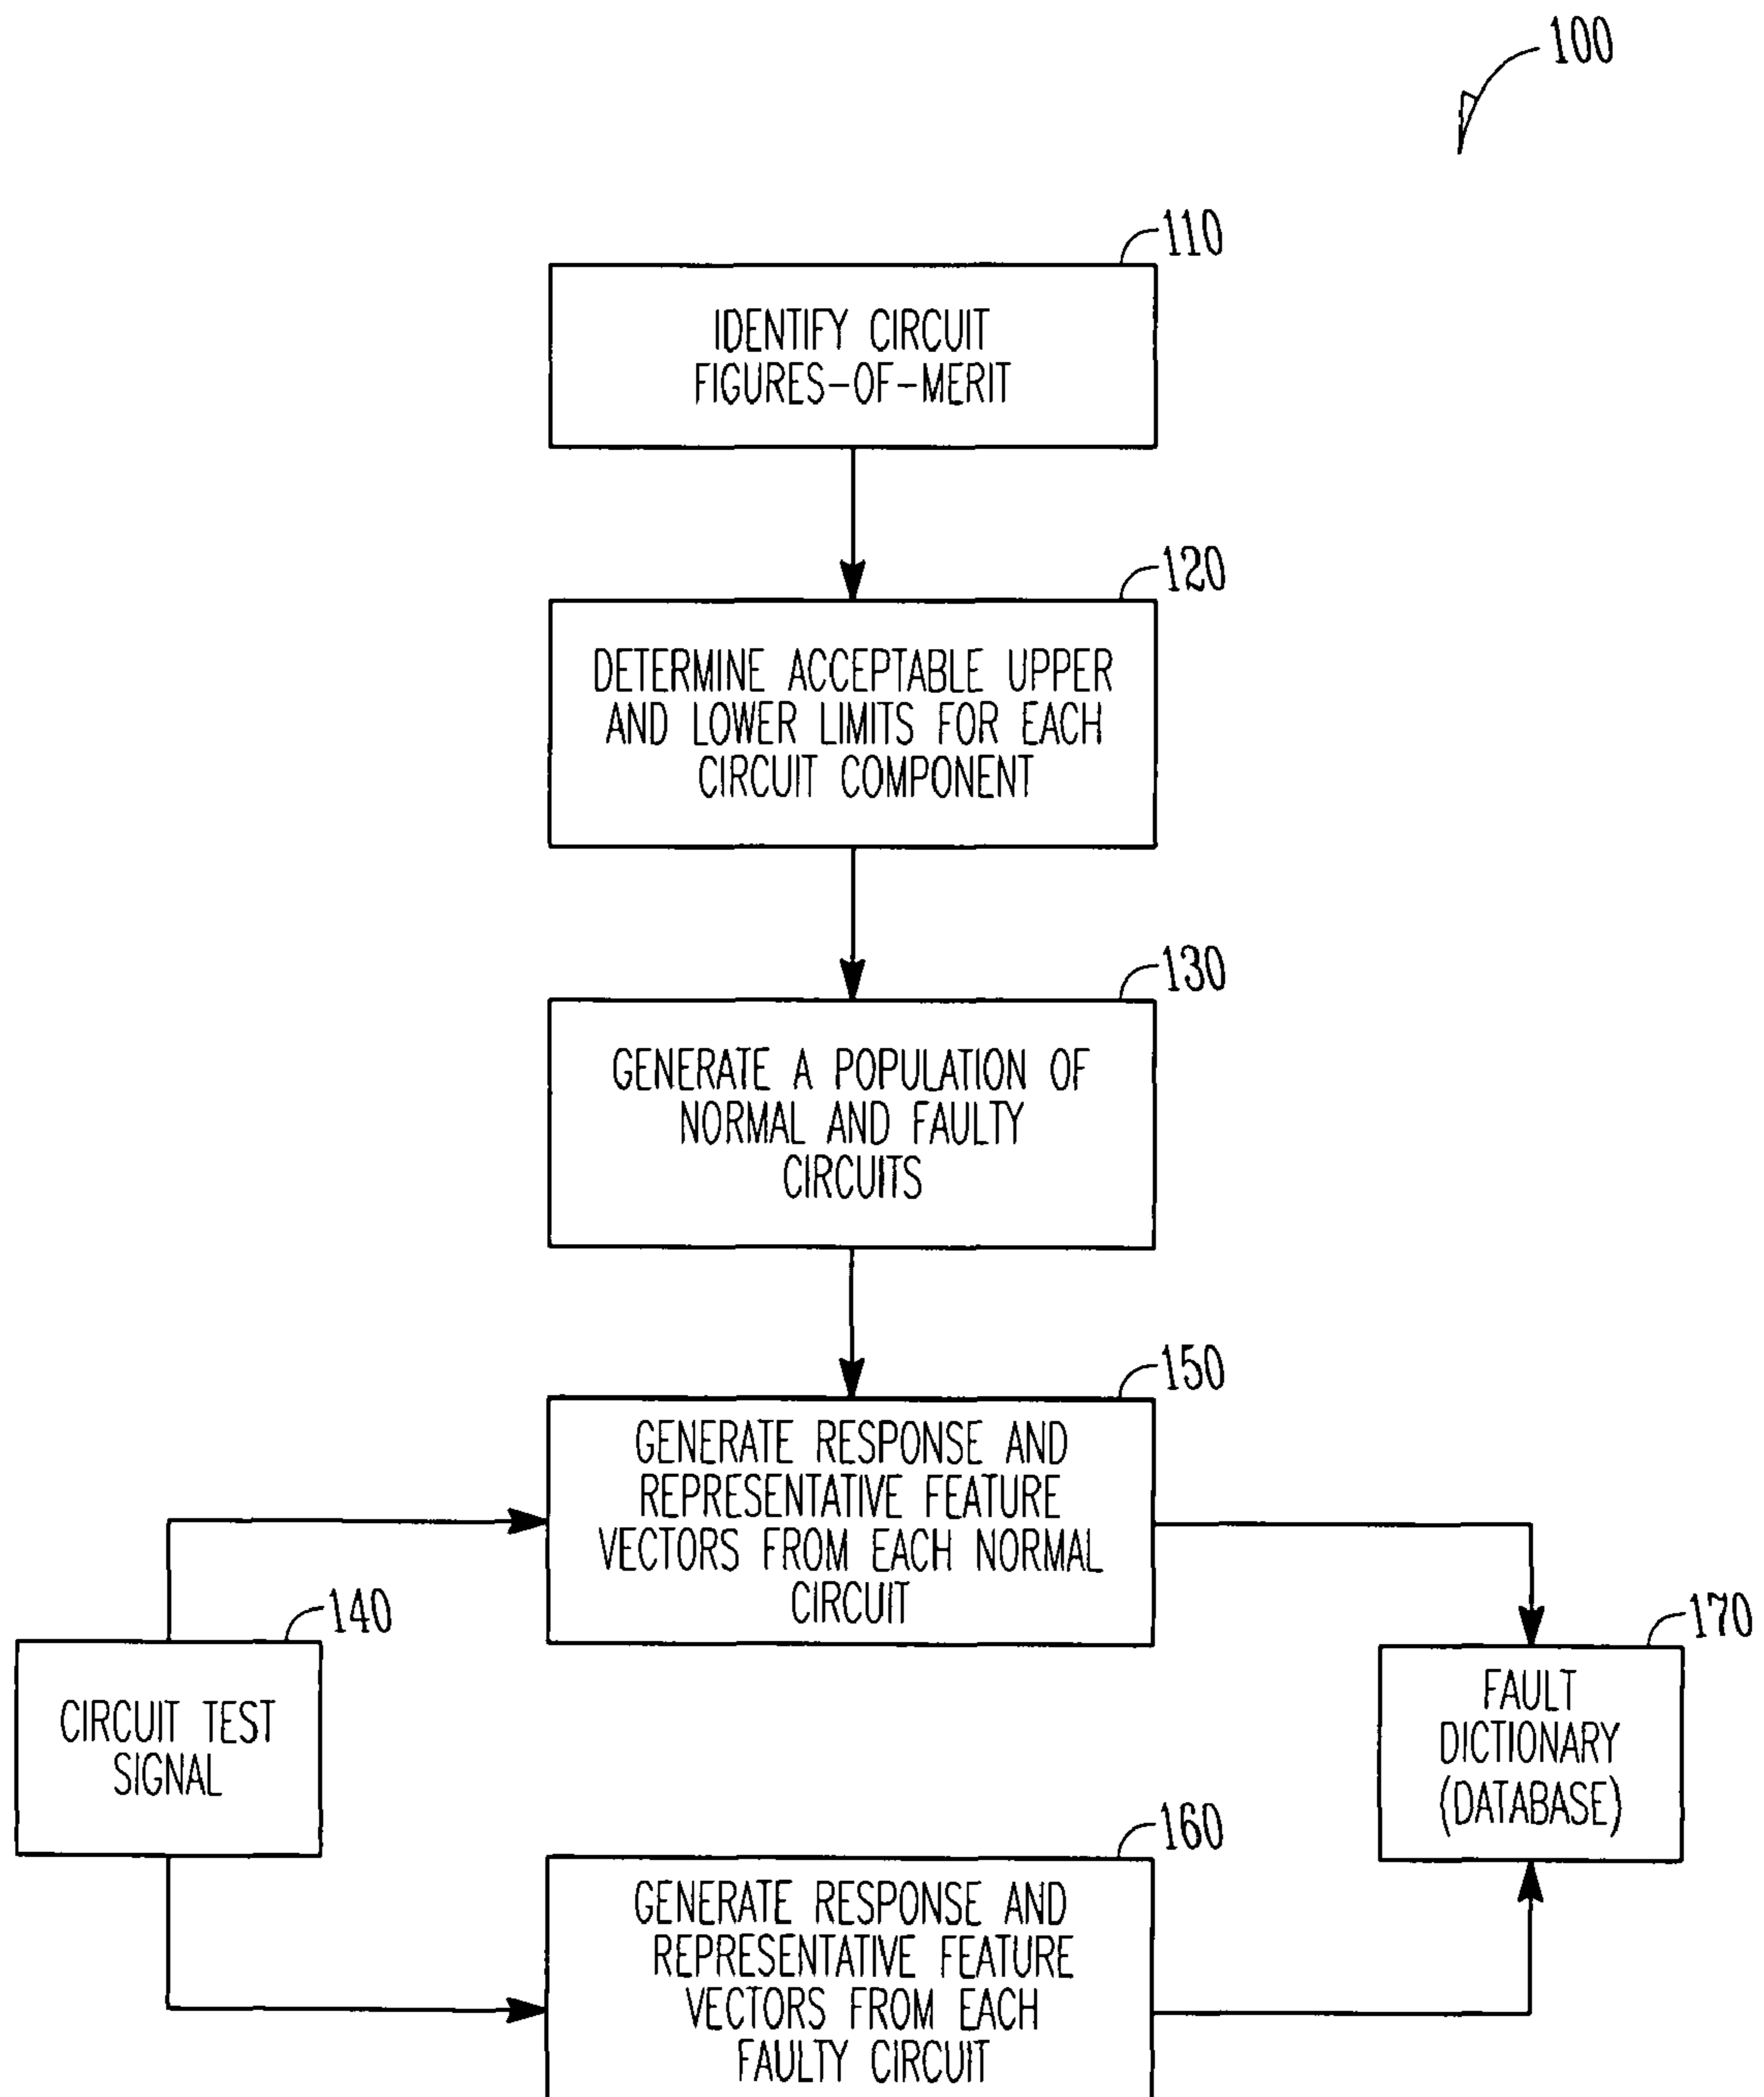 100
110
IDENTIFY CIRCUIT
FIGURES-OF-MERIT
120
DETERMINE ACCEPTABLE UPPER
AND LOWER LIMITS FOR EACH
CIRCUIT COMPONENT
130
GENERATE A POPULATION OF
NORMAL AND FAULTY
CIRCUITS
150
GENERATE RESPONSE AND
REPRESENTATIVE FEATURE
VECTORS FROM EACH NORMAL
CIRCUIT
140
CIRCUIT TEST
SIGNAL
170
FAULT
DICTIONARY
(DATABASE)
160
GENERATE RESPONSE AND
REPRESENTATIVE FEATURE
VECTORS FROM EACH
FAULTY CIRCUIT